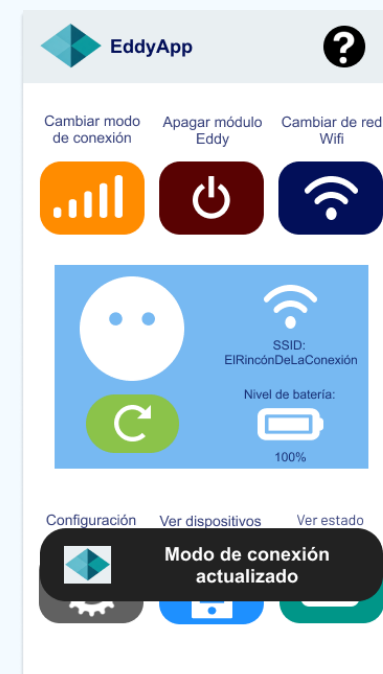 EddyApp
?
Cambiar modo
de conexión
Apagar módulo
Eddy
Cambiar de red
Wifi
SSID:
ElRincónDeLaConexión
Nivel de batería:
100%
Configuración
Ver dispositivos
Ver estado
Modo de conexión
actualizado